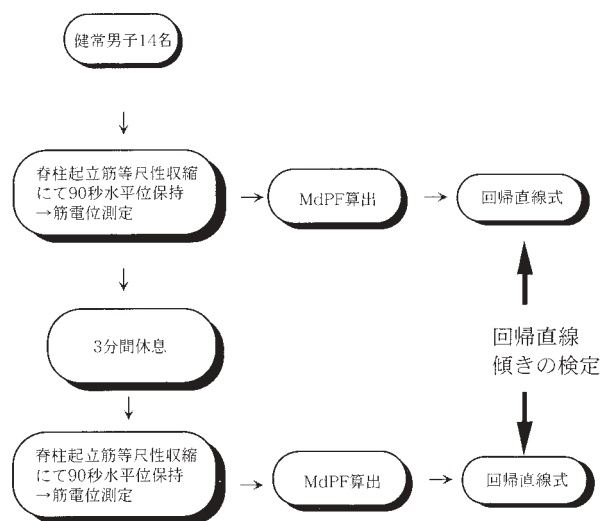 健常男子14名
↓
脊柱起立筋等尺性収縮
にて90秒水平位保持
→筋電位測定
→
MdPF算出
→
回帰直線式
↓
3分間休息
回帰直線
傾きの検定
↓
脊柱起立筋等尺性収縮
にて90秒水平位保持
→筋電位測定
→
MdPF算出
→
回帰直線式